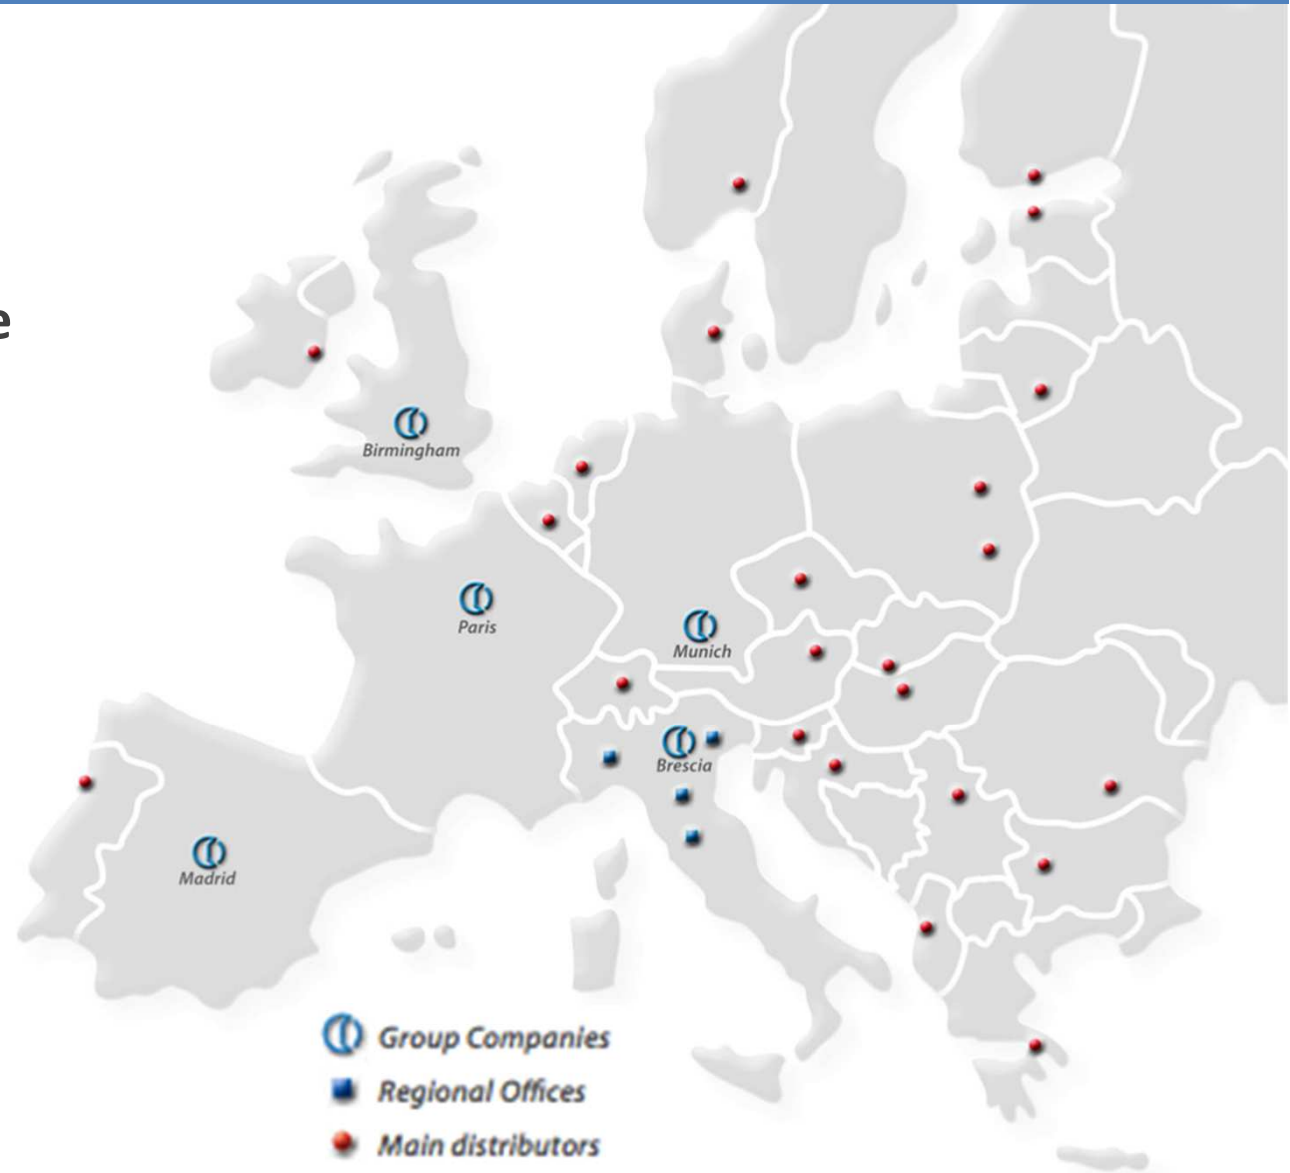 e
Birmingham
Paris
Munich
Brescia
Madrid
Group Companies
Regional Offices
Main distributors